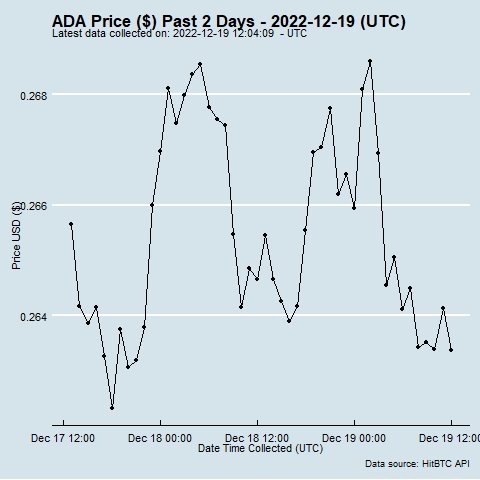 ADA Price ($) Past 2 Days - 2022-12-19 (UTC)
Latest data collected on: 2022-12-19 12:04:09 - UTC
0.268
0.266
0.264
Price USD ($)
Dec 17 12:00 Dec 18 00:00 Dec 18 12:00 Dec 19 00:00 Dec 19 12:00
Date Time Collected (UTC)
Data source: HitBTC API